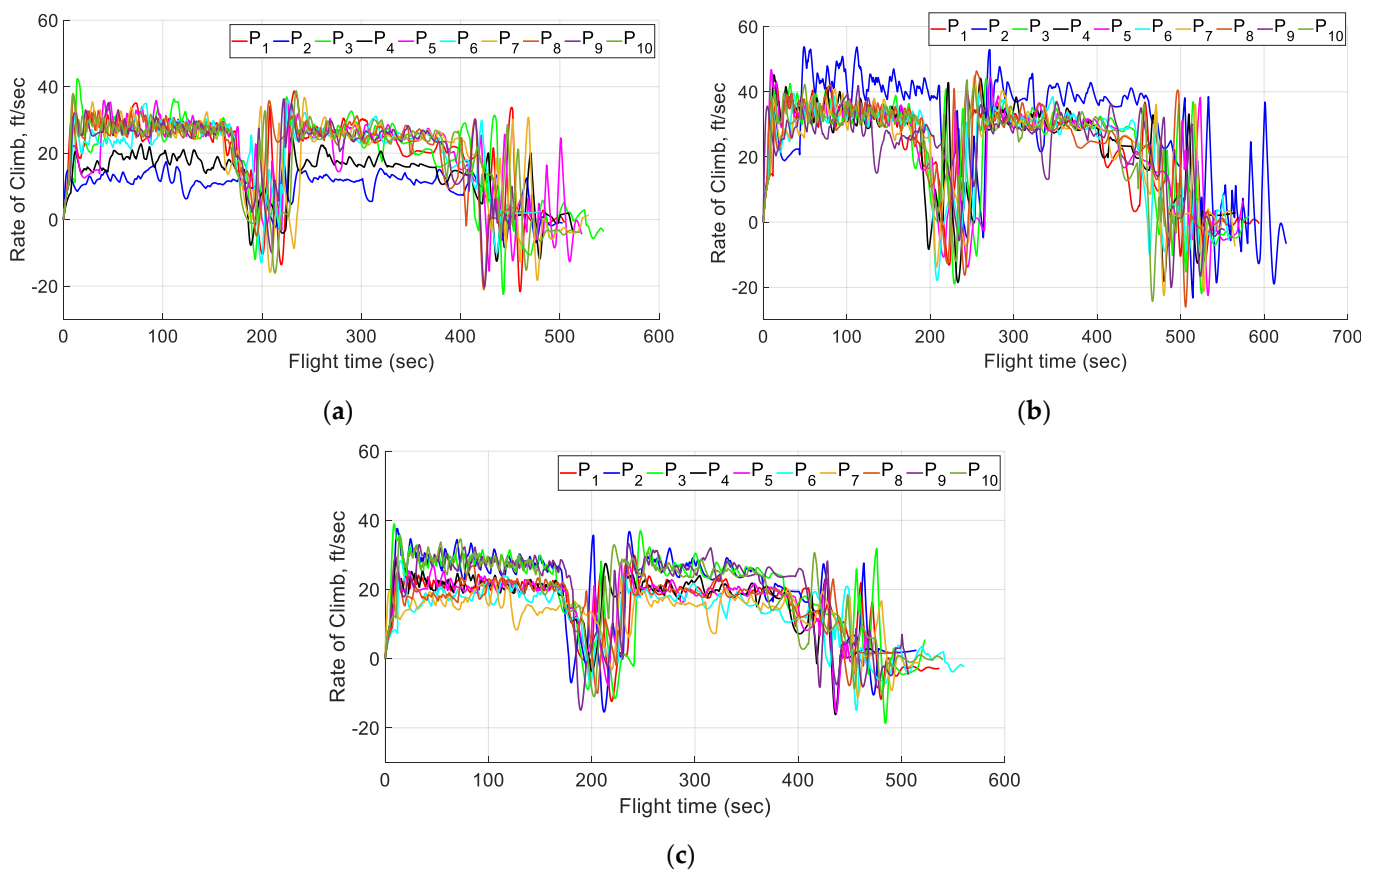 60
40
20
0
-20
Rate of Climb, ft/sec
P1 P2 P3 P4 P5 P6 P7 P8 P9 P10
0 100 200 300 400 500 600
Flight time (sec)
(a)
60
40
20
0
-20
Rate of Climb, ft/sec
P1 P2 P3 P4 P5 P6 P7 P8 P9 P10
0 100 200 300 400 500 600 700
Flight time (sec)
(b)
60
40
20
0
-20
Rate of Climb, ft/sec
P1 P2 P3 P4 P5 P6 P7 P8 P9 P10
0 100 200 300 400 500 600
Flight time (sec)
(c)